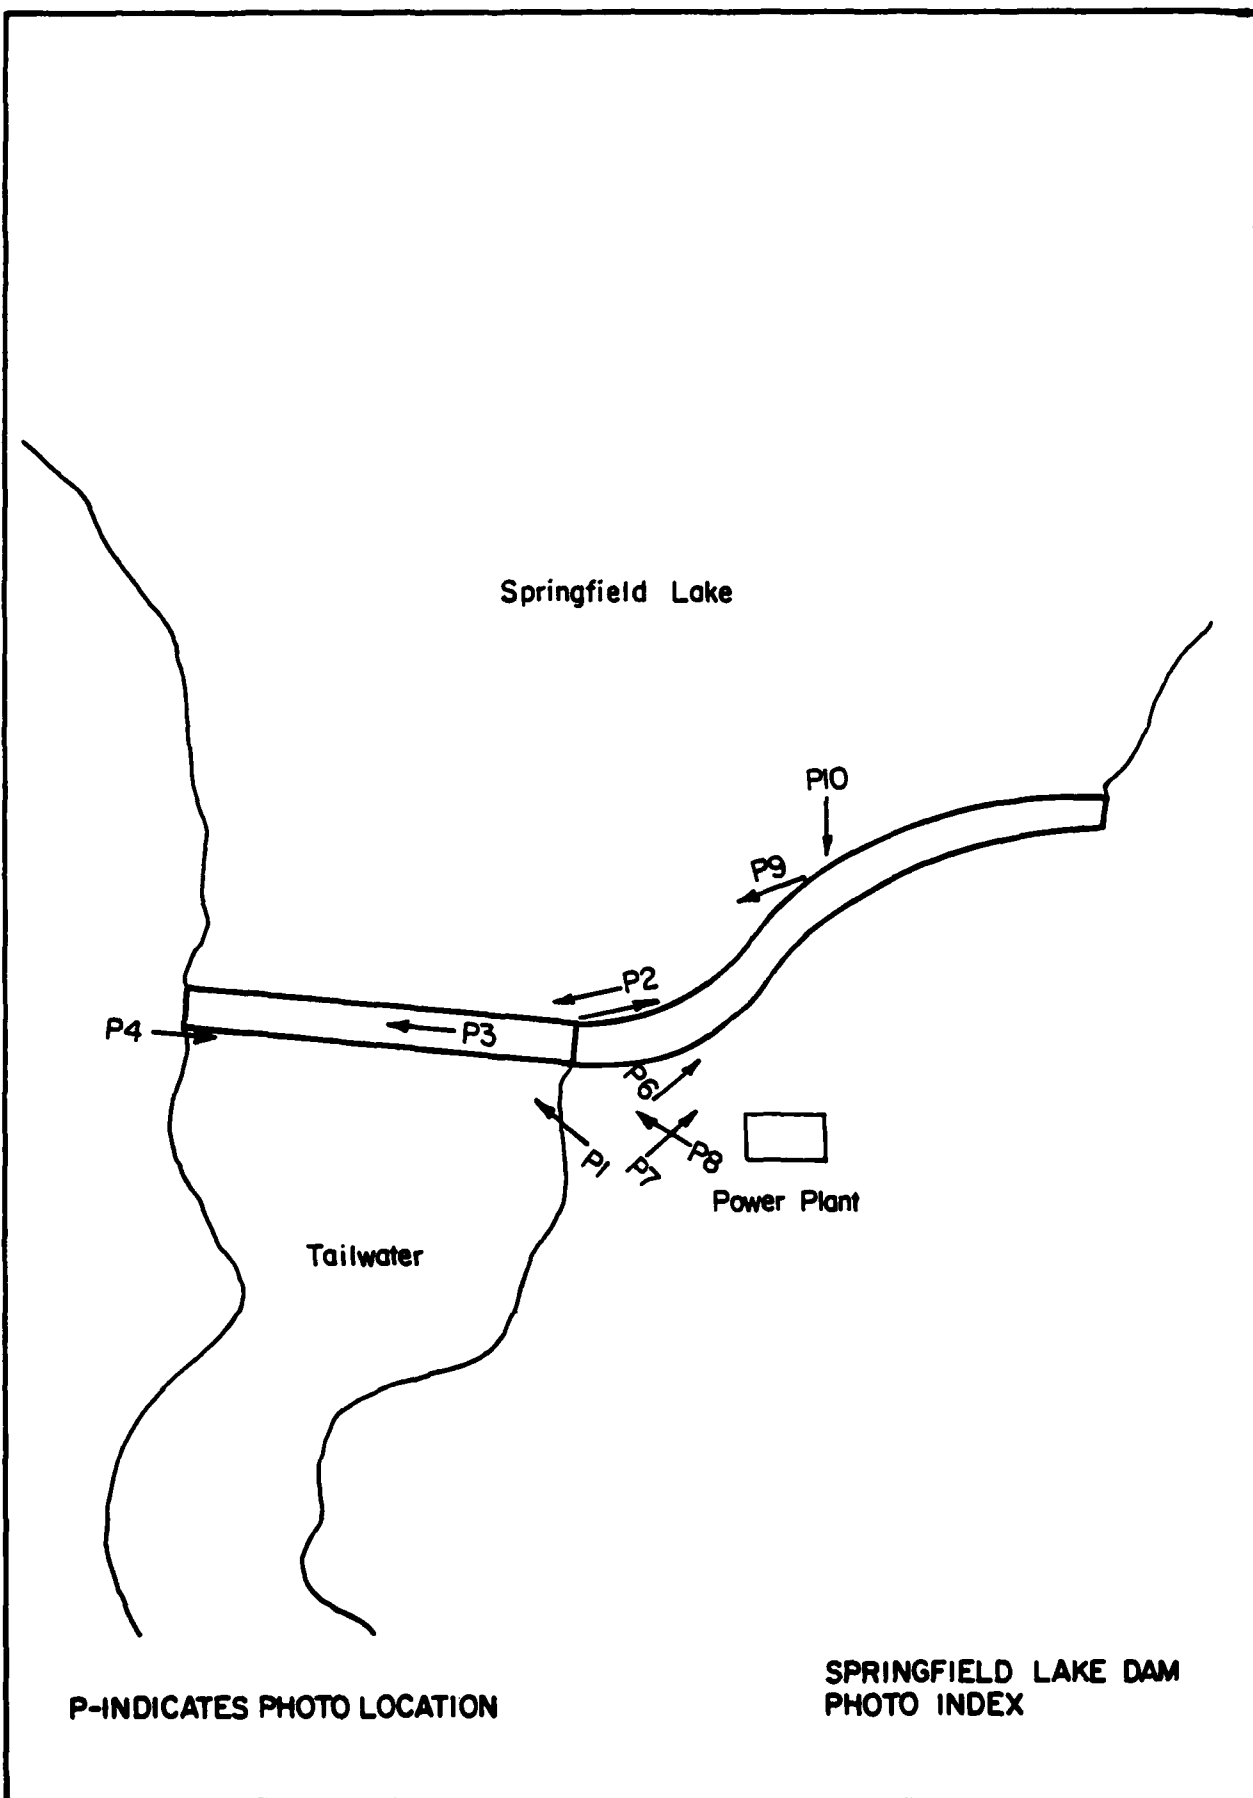 Springfield Lake
P10
P9
P2
P3
P4
P6
P1
P7
P8
Power Plant
Tailwater
P-INDICATES PHOTO LOCATION
SPRINGFIELD LAKE DAM
PHOTO INDEX